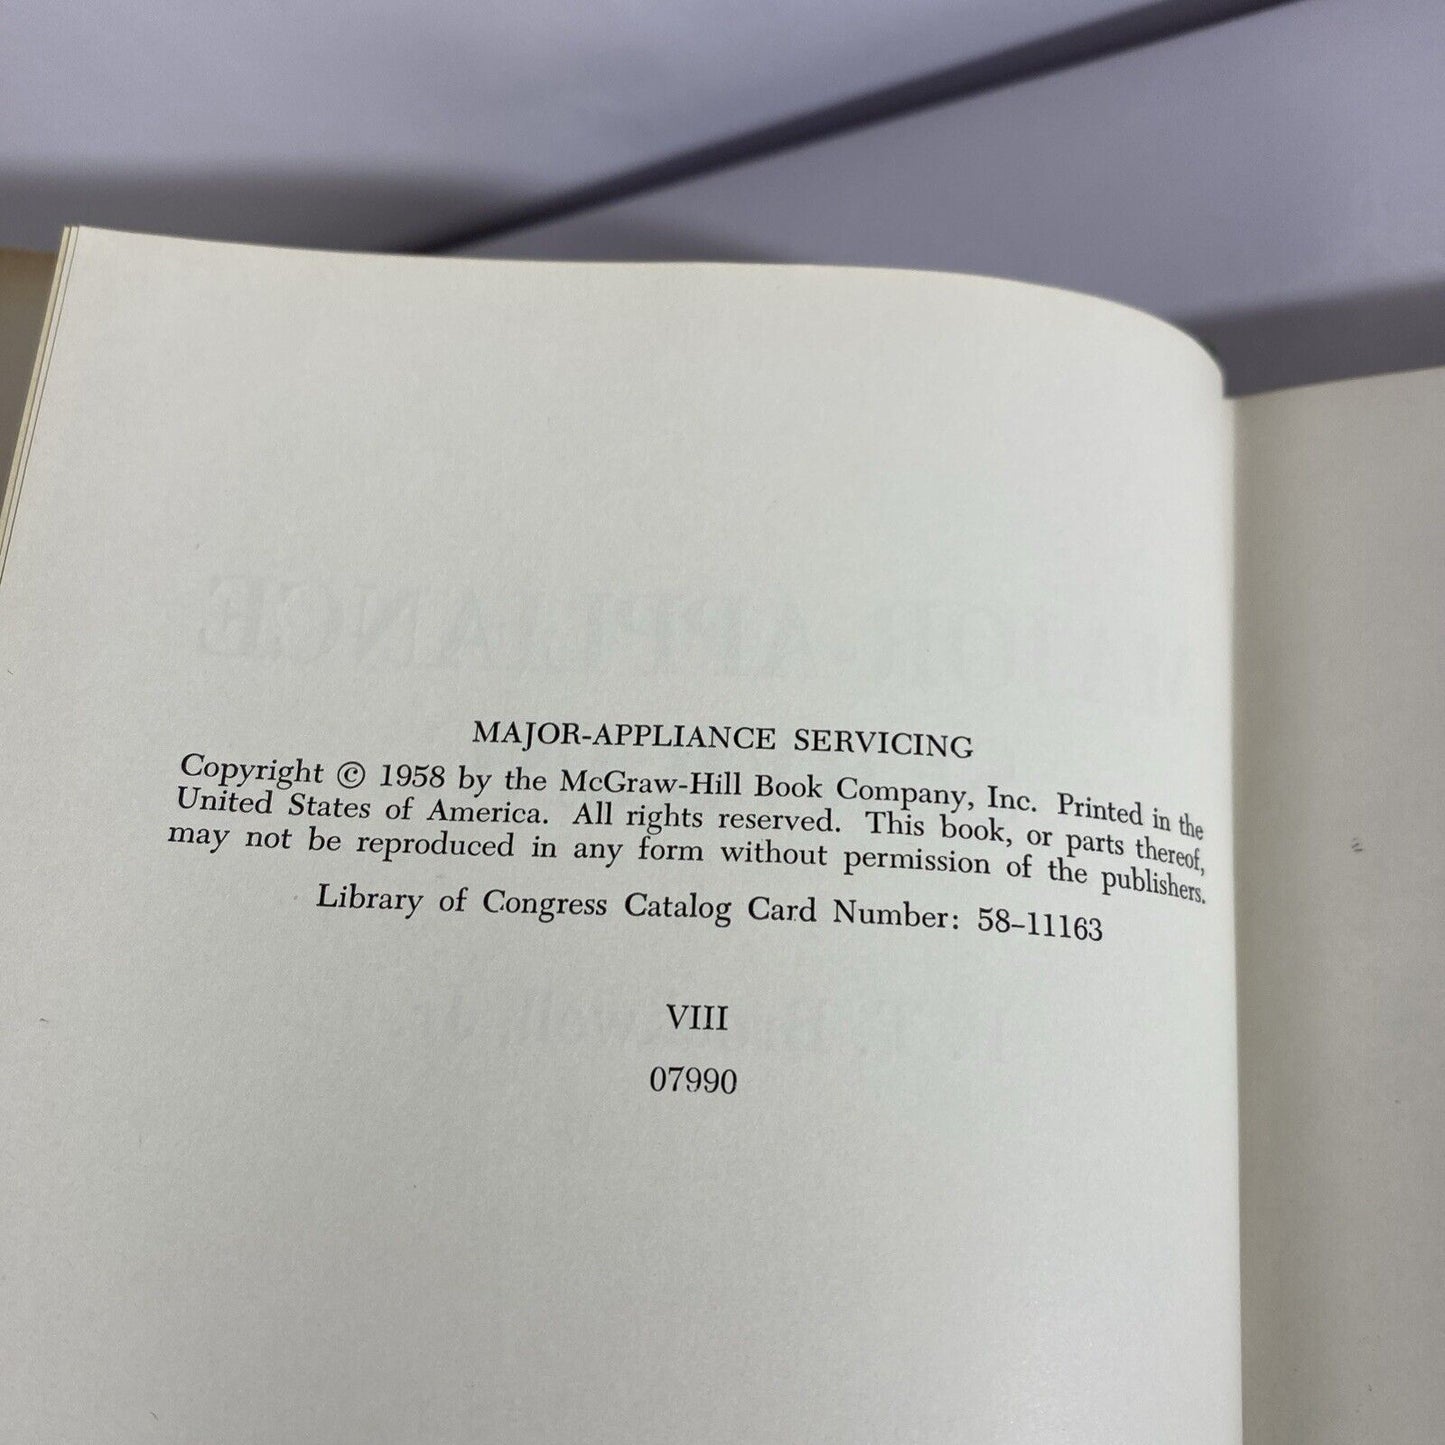 MAJOR-APPLIANCE SERVICING
Copyright © 1958 by the McGraw-Hill Book Company, Inc. Printed in the
United States of America. All rights reserved. This book, or parts thereof,
may not be reproduced in any form without permission of the publishers.
Library of Congress Catalog Card Number: 58–11163
VIII
07990